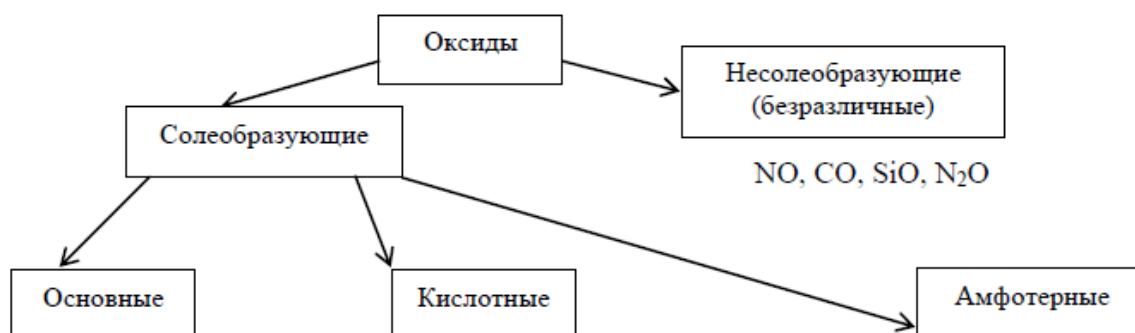 Оксиды
Несолеобразующие
(безразличные)
Солеобразующие
NO, CO, SiO, N₂O
Основные
Кислотные
Амфотерные